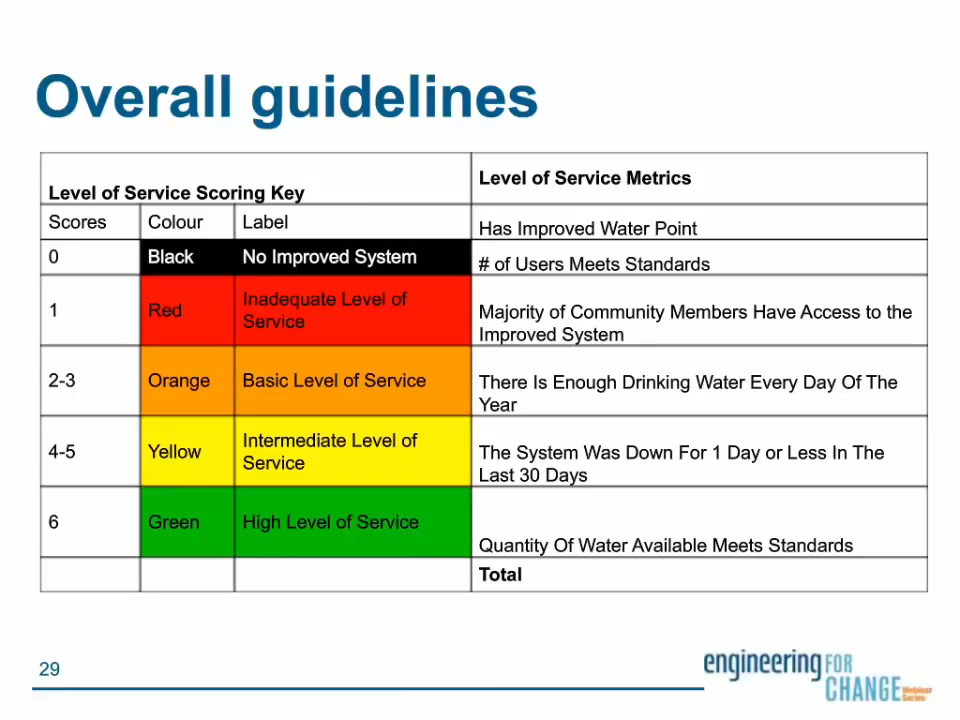 Overall guidelines
Level of Service Scoring Key
Level of Service Metrics
Scores Colour Label
Has Improved Water Point
0 Black No Improved System
# of Users Meets Standards
1 Red Inadequate Level of
Service
Majority of Community Members Have Access to the
Improved System
2-3 Orange Basic Level of Service
There Is Enough Drinking Water Every Day Of The
Year
4-5 Yellow Intermediate Level of
Service
The System Was Down For 1 Day or Less In The
Last 30 Days
6 Green High Level of Service
Quantity Of Water Available Meets Standards
Total
29
engineering FOR
CHANGE Webinar
Series